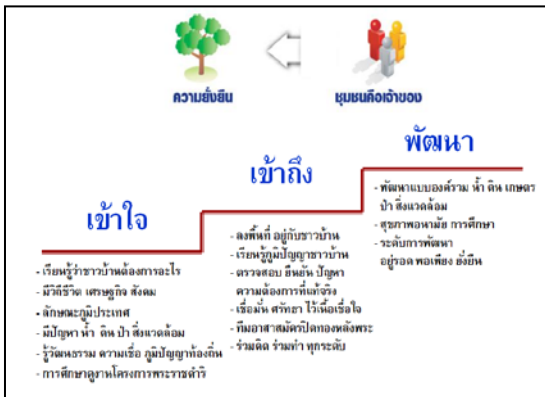 ความยั่งยืน
ชุมชนคือเจ้าของ
เข้าใจ
- เรียนรู้ว่าชาวบ้านต้องการอะไร
- มีวิถีชีวิต เศรษฐกิจ สังคม
- ลักษณะภูมิประเทศ
- มีปัญหา น้ำ ดิน ป่า สิ่งแวดล้อม
- รู้วัฒนธรรม ความเชื่อ ภูมิปัญญาท้องถิ่น
- การศึกษาดูงานโครงการพระราชดำริ
เข้าถึง
- ลงพื้นที่ อยู่กับชาวบ้าน
- เรียนรู้ภูมิปัญญาชาวบ้าน
- ตรวจสอบ ยืนยัน ปัญหา
ความต้องการที่แท้จริง
- เชื่อมั่น ศรัทธา ไว้เนื้อเชื่อใจ
- ทีมอาสาสมัครปิดทองหลังพระ
- ร่วมคิด ร่วมทำ ทุกระดับ
พัฒนา
- พัฒนาแบบองค์รวม น้ำ ดิน เกษตร
ป่า สิ่งแวดล้อม
- สุขภาพอนามัย การศึกษา
- ระดับการพัฒนา
อยู่รอด พอเพียง ยั่งยืน